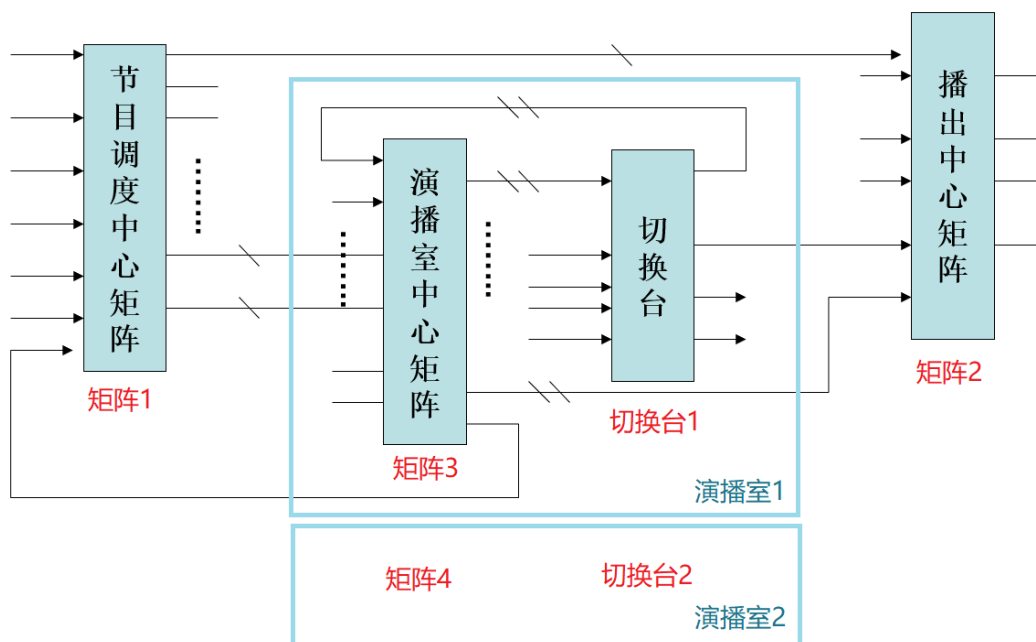 节目调度中心矩阵
矩阵1
演播室中心矩阵
矩阵3
切换台
切换台1
演播室1
播出中心矩阵
矩阵2
矩阵4
切换台2
演播室2